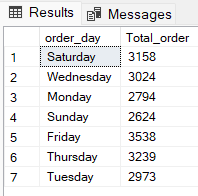 Results Messages
order_day Total_order
1 Saturday 3158
2 Wednesday 3024
3 Monday 2794
4 Sunday 2624
5 Friday 3538
6 Thursday 3239
7 Tuesday 2973